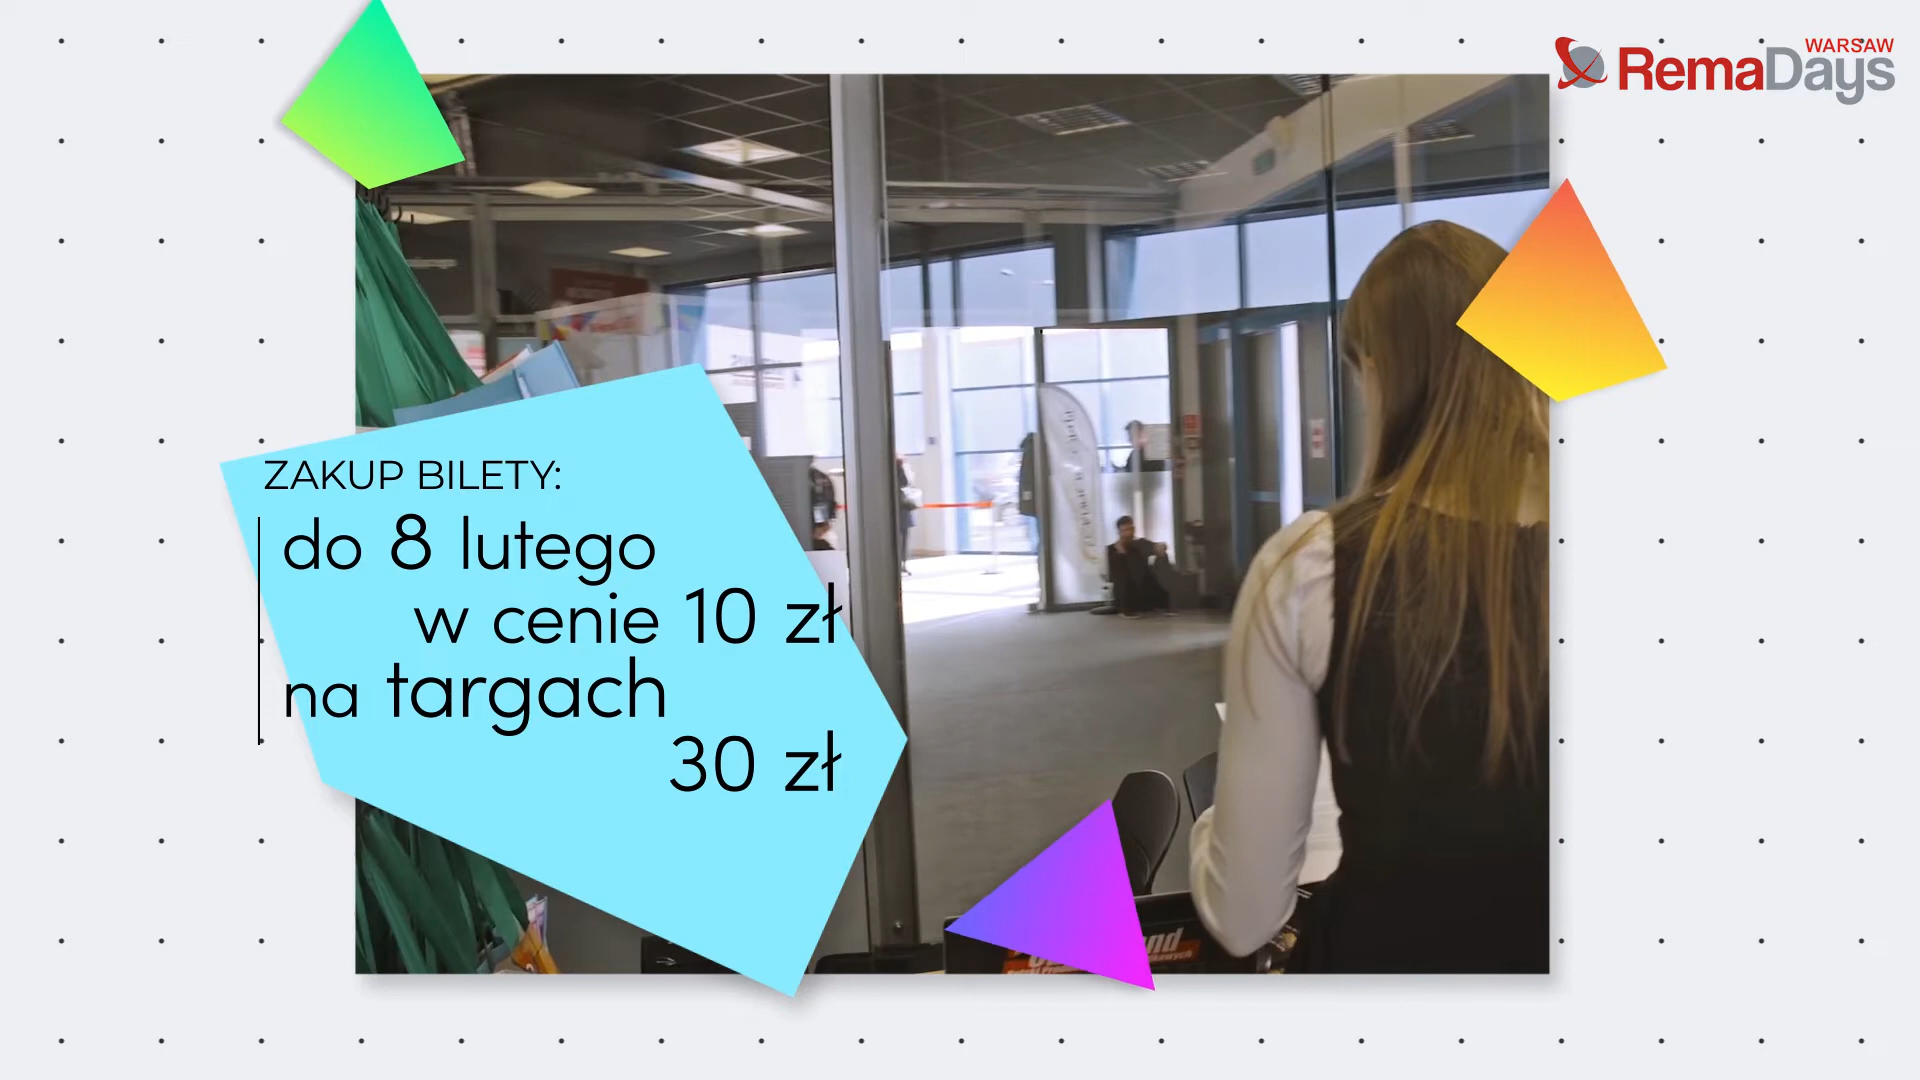 WARSAW
RemaDays
ZAKUP BILETY:
do 8 lutego
w cenie 10 zł
na targach
30 zł